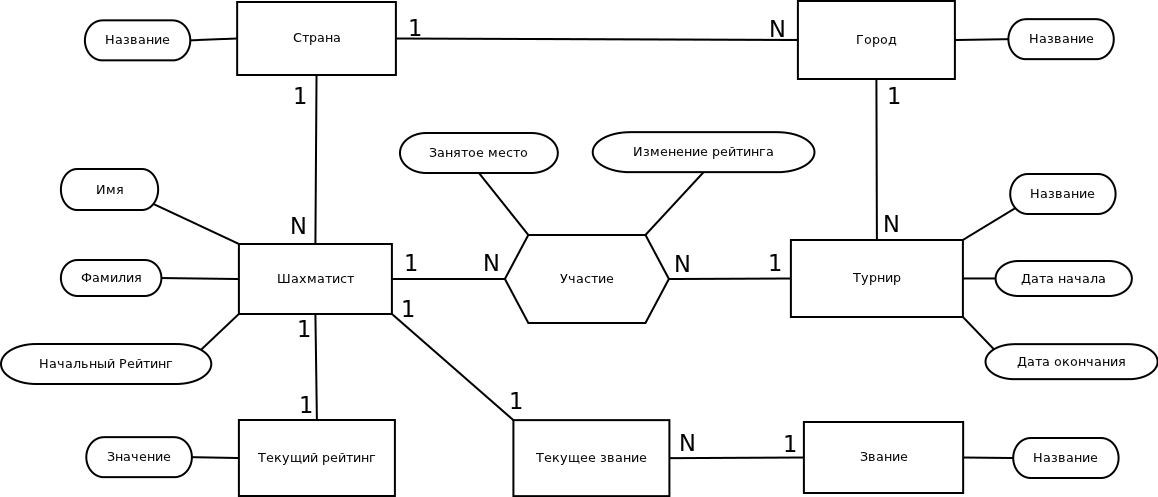 Название
Страна
1
N
Город
Название
1
1
Занятое место
Изменение рейтинга
Имя
Название
N
N
Шахматист
1
N
Участие
N
1
Турнир
Фамилия
Дата начала
1
1
Начальный Рейтинг
Дата окончания
1
1
Значение
Текущий рейтинг
Текущее звание
N
1
Звание
Название